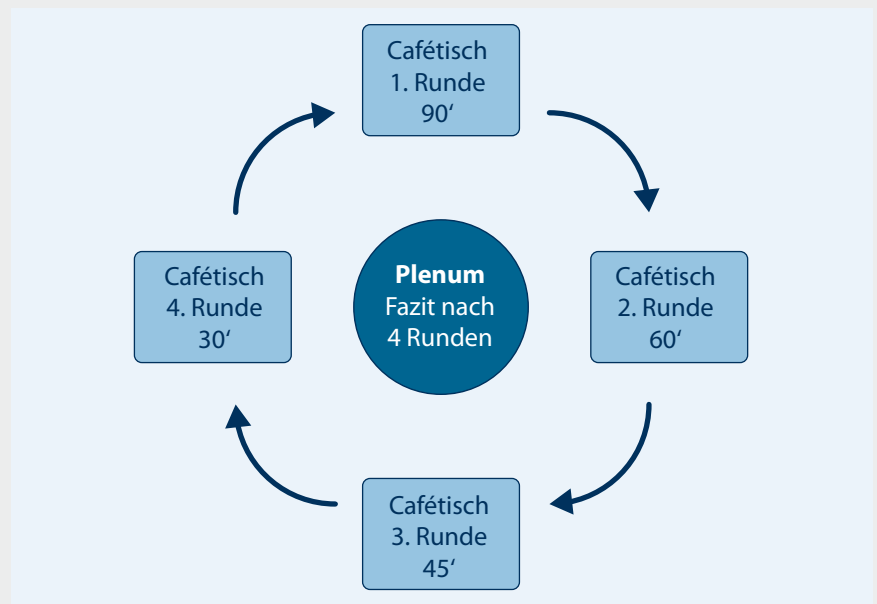 Cafétisch
1. Runde
90‘
Cafétisch
2. Runde
60‘
Cafétisch
3. Runde
45‘
Cafétisch
4. Runde
30‘
Plenum
Fazit nach
4 Runden